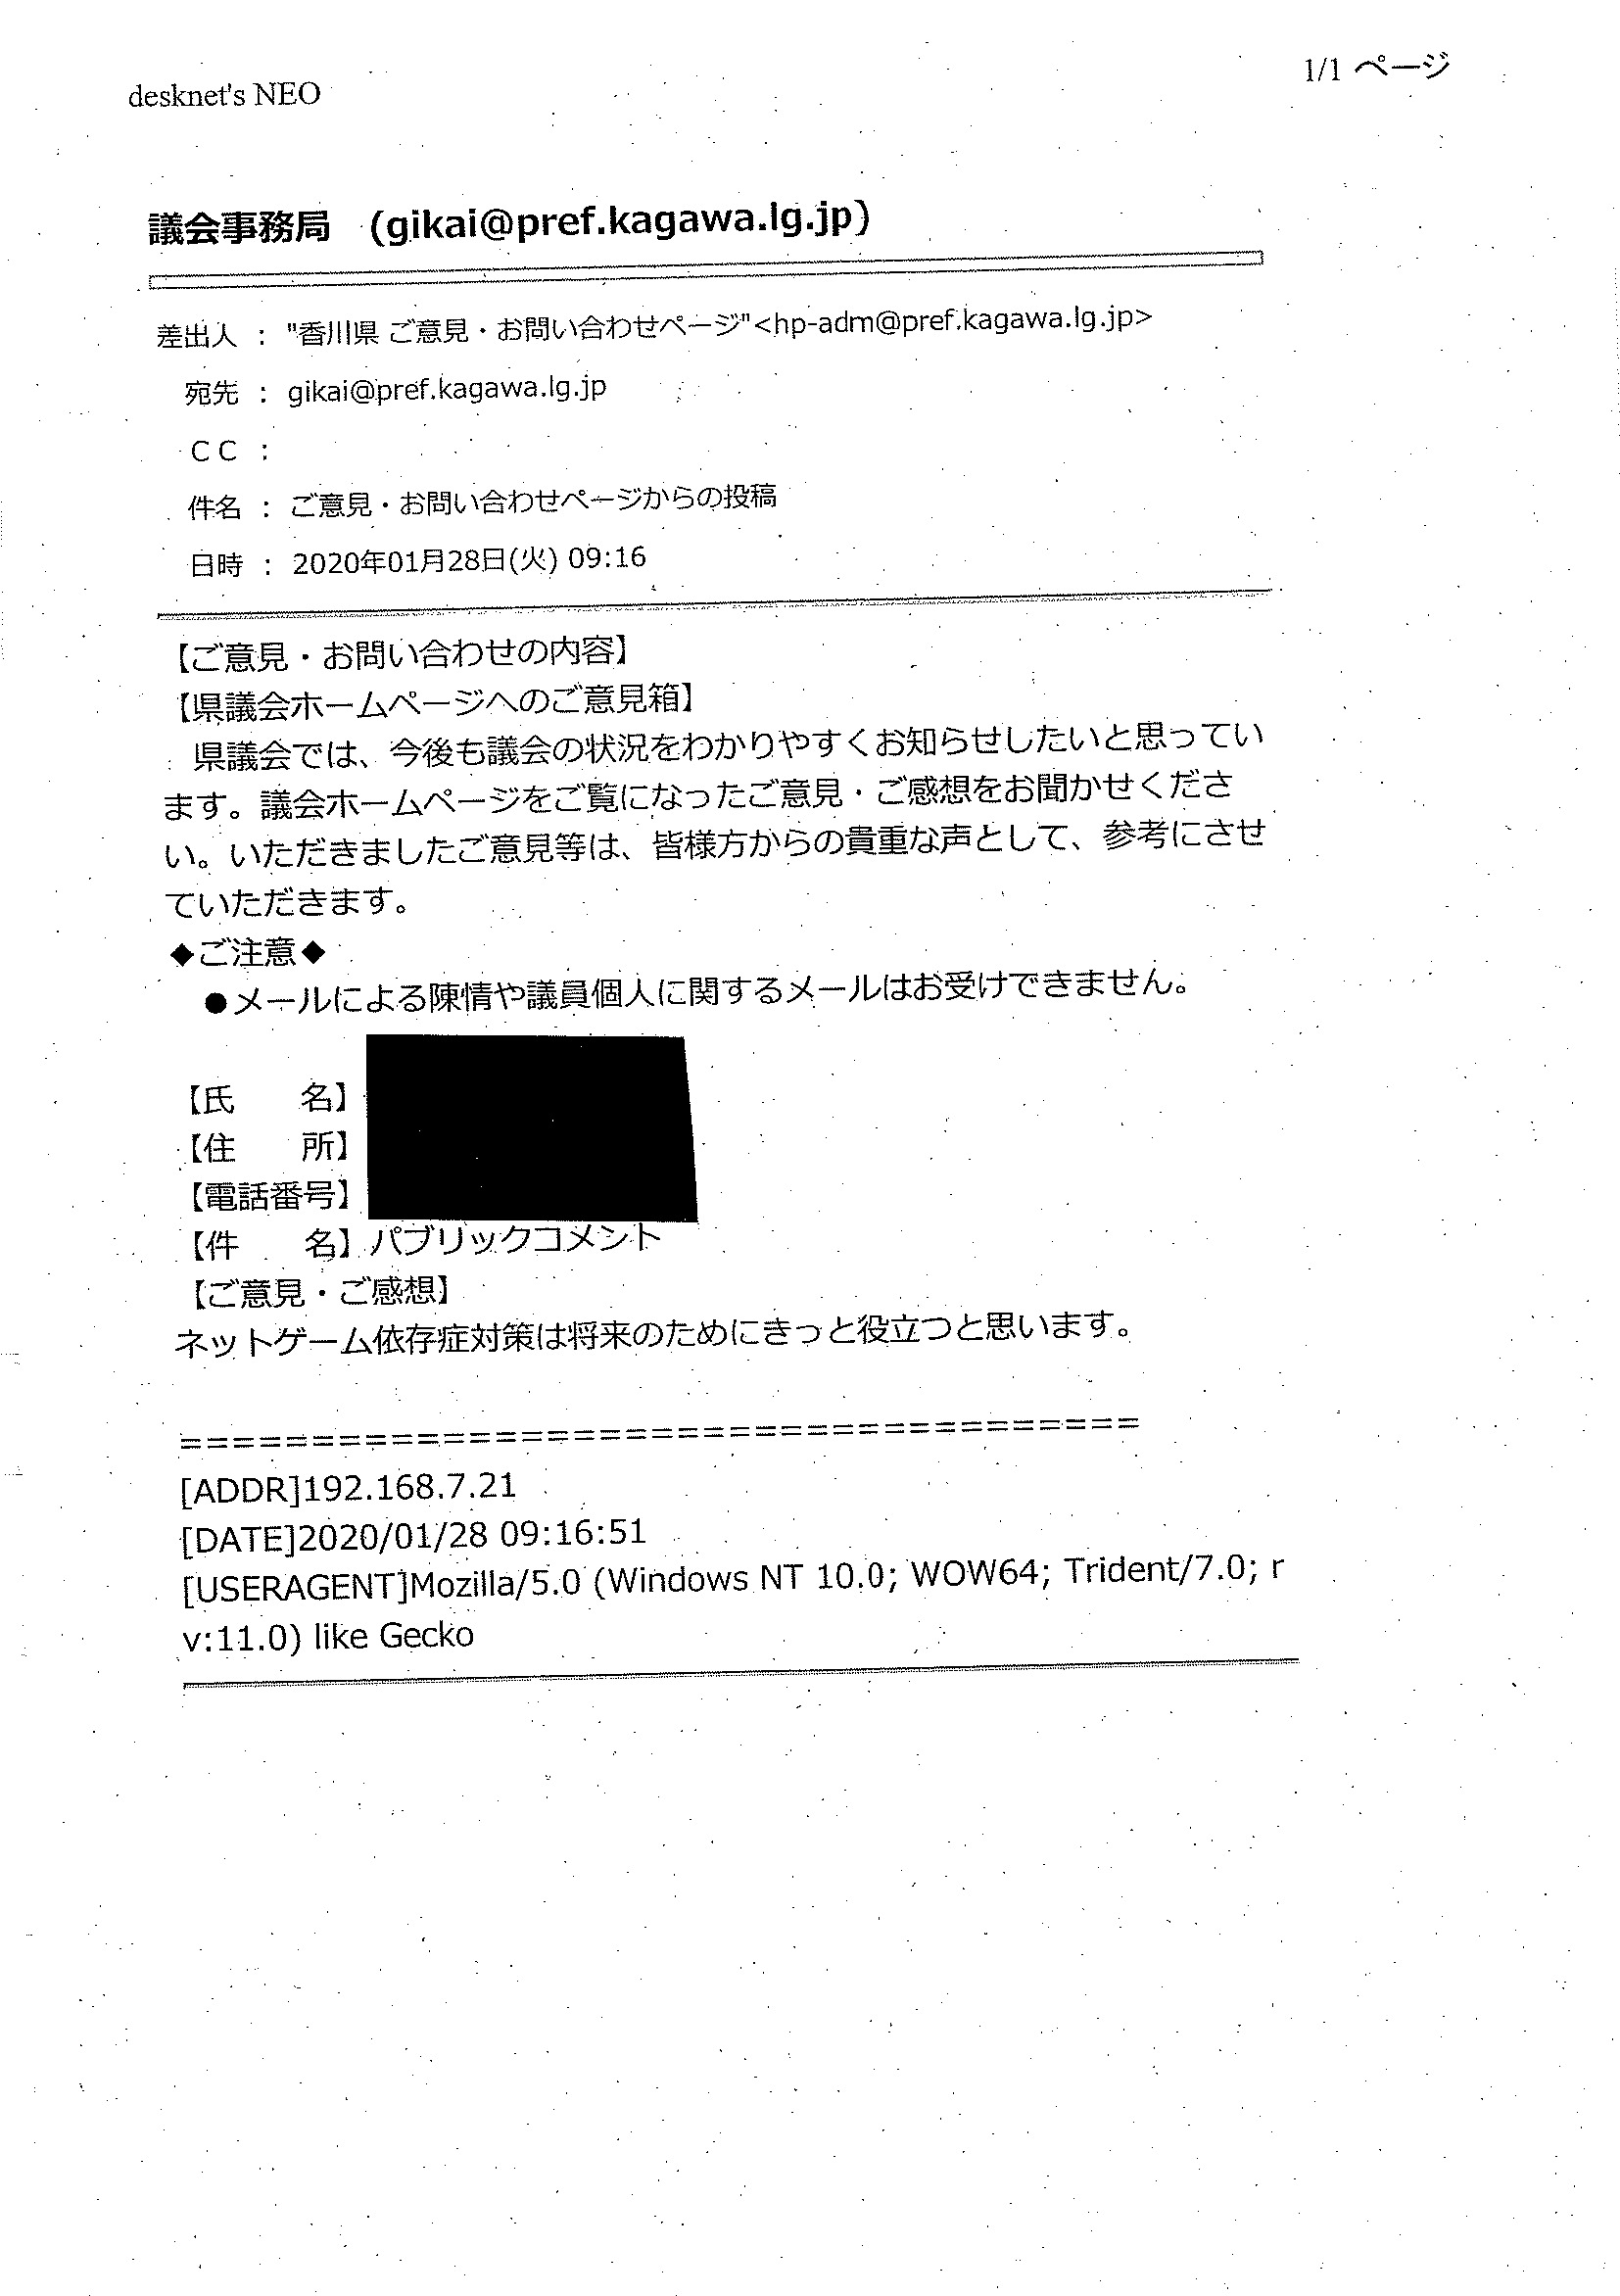 desknet's NEO
1/1 ページ
議会事務局　(gikai@pref.kagawa.lg.jp)
差出人 ： "香川県 ご意見・お問い合わせページ"<hp-adm@pref.kagawa.lg.jp>
宛先 ： gikai@pref.kagawa.lg.jp
ＣＣ ：
件名 ： ご意見・お問い合わせページからの投稿
日時 ： 2020年01月28日(火) 09:16
【ご意見・お問い合わせの内容】
【県議会ホームページへのご意見箱】
　県議会では、今後も議会の状況をわかりやすくお知らせしたいと思ってい
ます。議会ホームページをご覧になったご意見・ご感想をお聞かせくださ
い。いただきましたご意見等は、皆様方からの貴重な声として、参考にさせ
ていただきます。
◆ご注意◆
　●メールによる陳情や議員個人に関するメールはお受けできません。
【氏　　名】
【住　　所】
【電話番号】
【件　　名】パブリックコメント
【ご意見・ご感想】
ネットゲーム依存症対策は将来のためにきっと役立つと思います。
=====================================
[ADDR]192.168.7.21
[DATE]2020/01/28 09:16:51
[USERAGENT]Mozilla/5.0 (Windows NT 10.0; WOW64; Trident/7.0; r
v:11.0) like Gecko